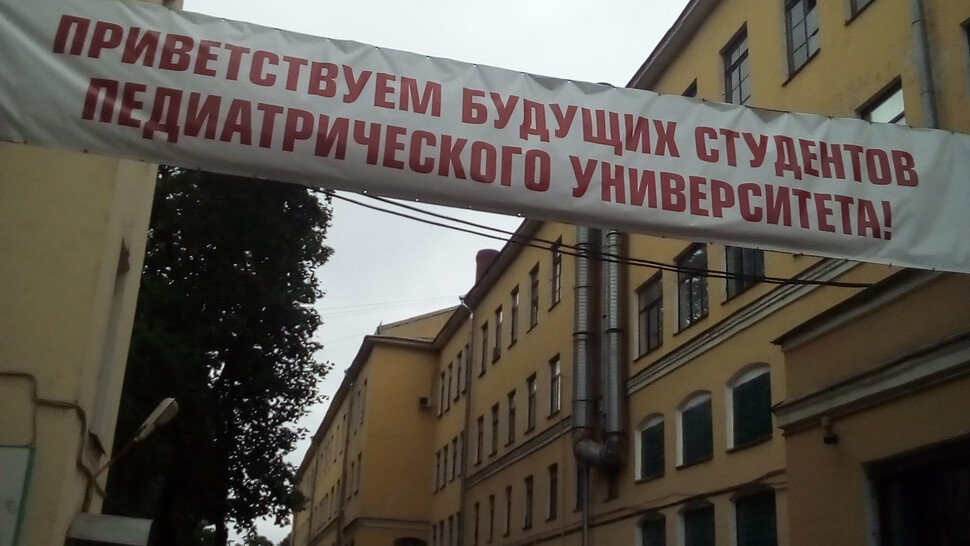 ПРИВЕТСТВУЕМ БУДУЩИХ СТУДЕНТОВ
ПЕДИАТРИЧЕСКОГО УНИВЕРСИТЕТА!